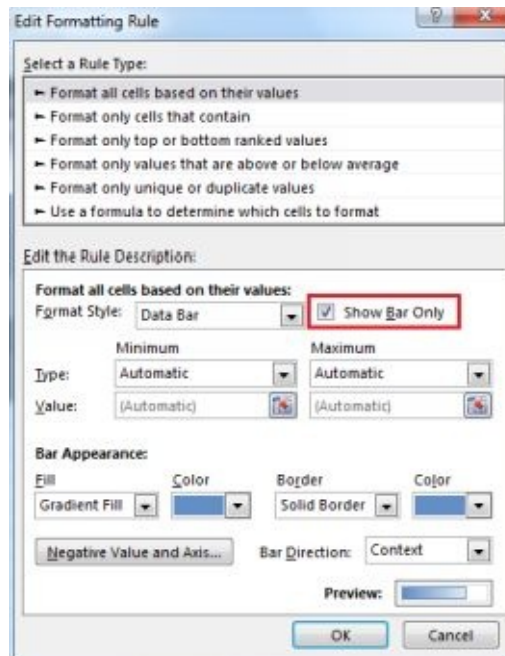 Edit Formatting Rule
Select a Rule Type:
► Format all cells based on their values
► Format only cells that contain
► Format only top or bottom ranked values
► Format only values that are above or below average
► Format only unique or duplicate values
► Use a formula to determine which cells to format
Edit the Rule Description:
Format all cells based on their values:
Format Style: Data Bar Show Bar Only
Minimum Maximum
Type: Automatic Automatic
Value: (Automatic) (Automatic)
Bar Appearance:
Fill Color Border Color
Gradient Fill Solid Border
Negative Value and Axis... Bar Direction: Context
Preview:
OK Cancel